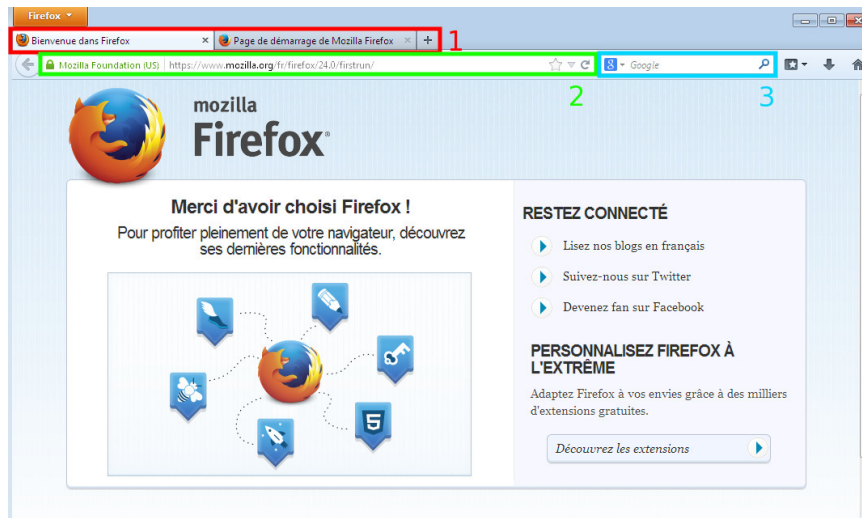 Firefox
Bienvenue dans Firefox × Page de démarrage de Mozilla Firefox × + 1
Mozilla Foundation (US) https://www.mozilla.org/fr/firefox/24.0/firstrun/ 8 Google
2 3
mozilla
Firefox
Merci d'avoir choisi Firefox !
Pour profiter pleinement de votre navigateur, découvrez
ses dernières fonctionnalités.
5
RESTEZ CONNECTÉ
Lisez nos blogs en français
Suivez-nous sur Twitter
Devenez fan sur Facebook
PERSONNALISEZ FIREFOX À
L'EXTRÊME
Adaptez Firefox à vos envies grâce à des milliers
d'extensions gratuites.
Découvrez les extensions